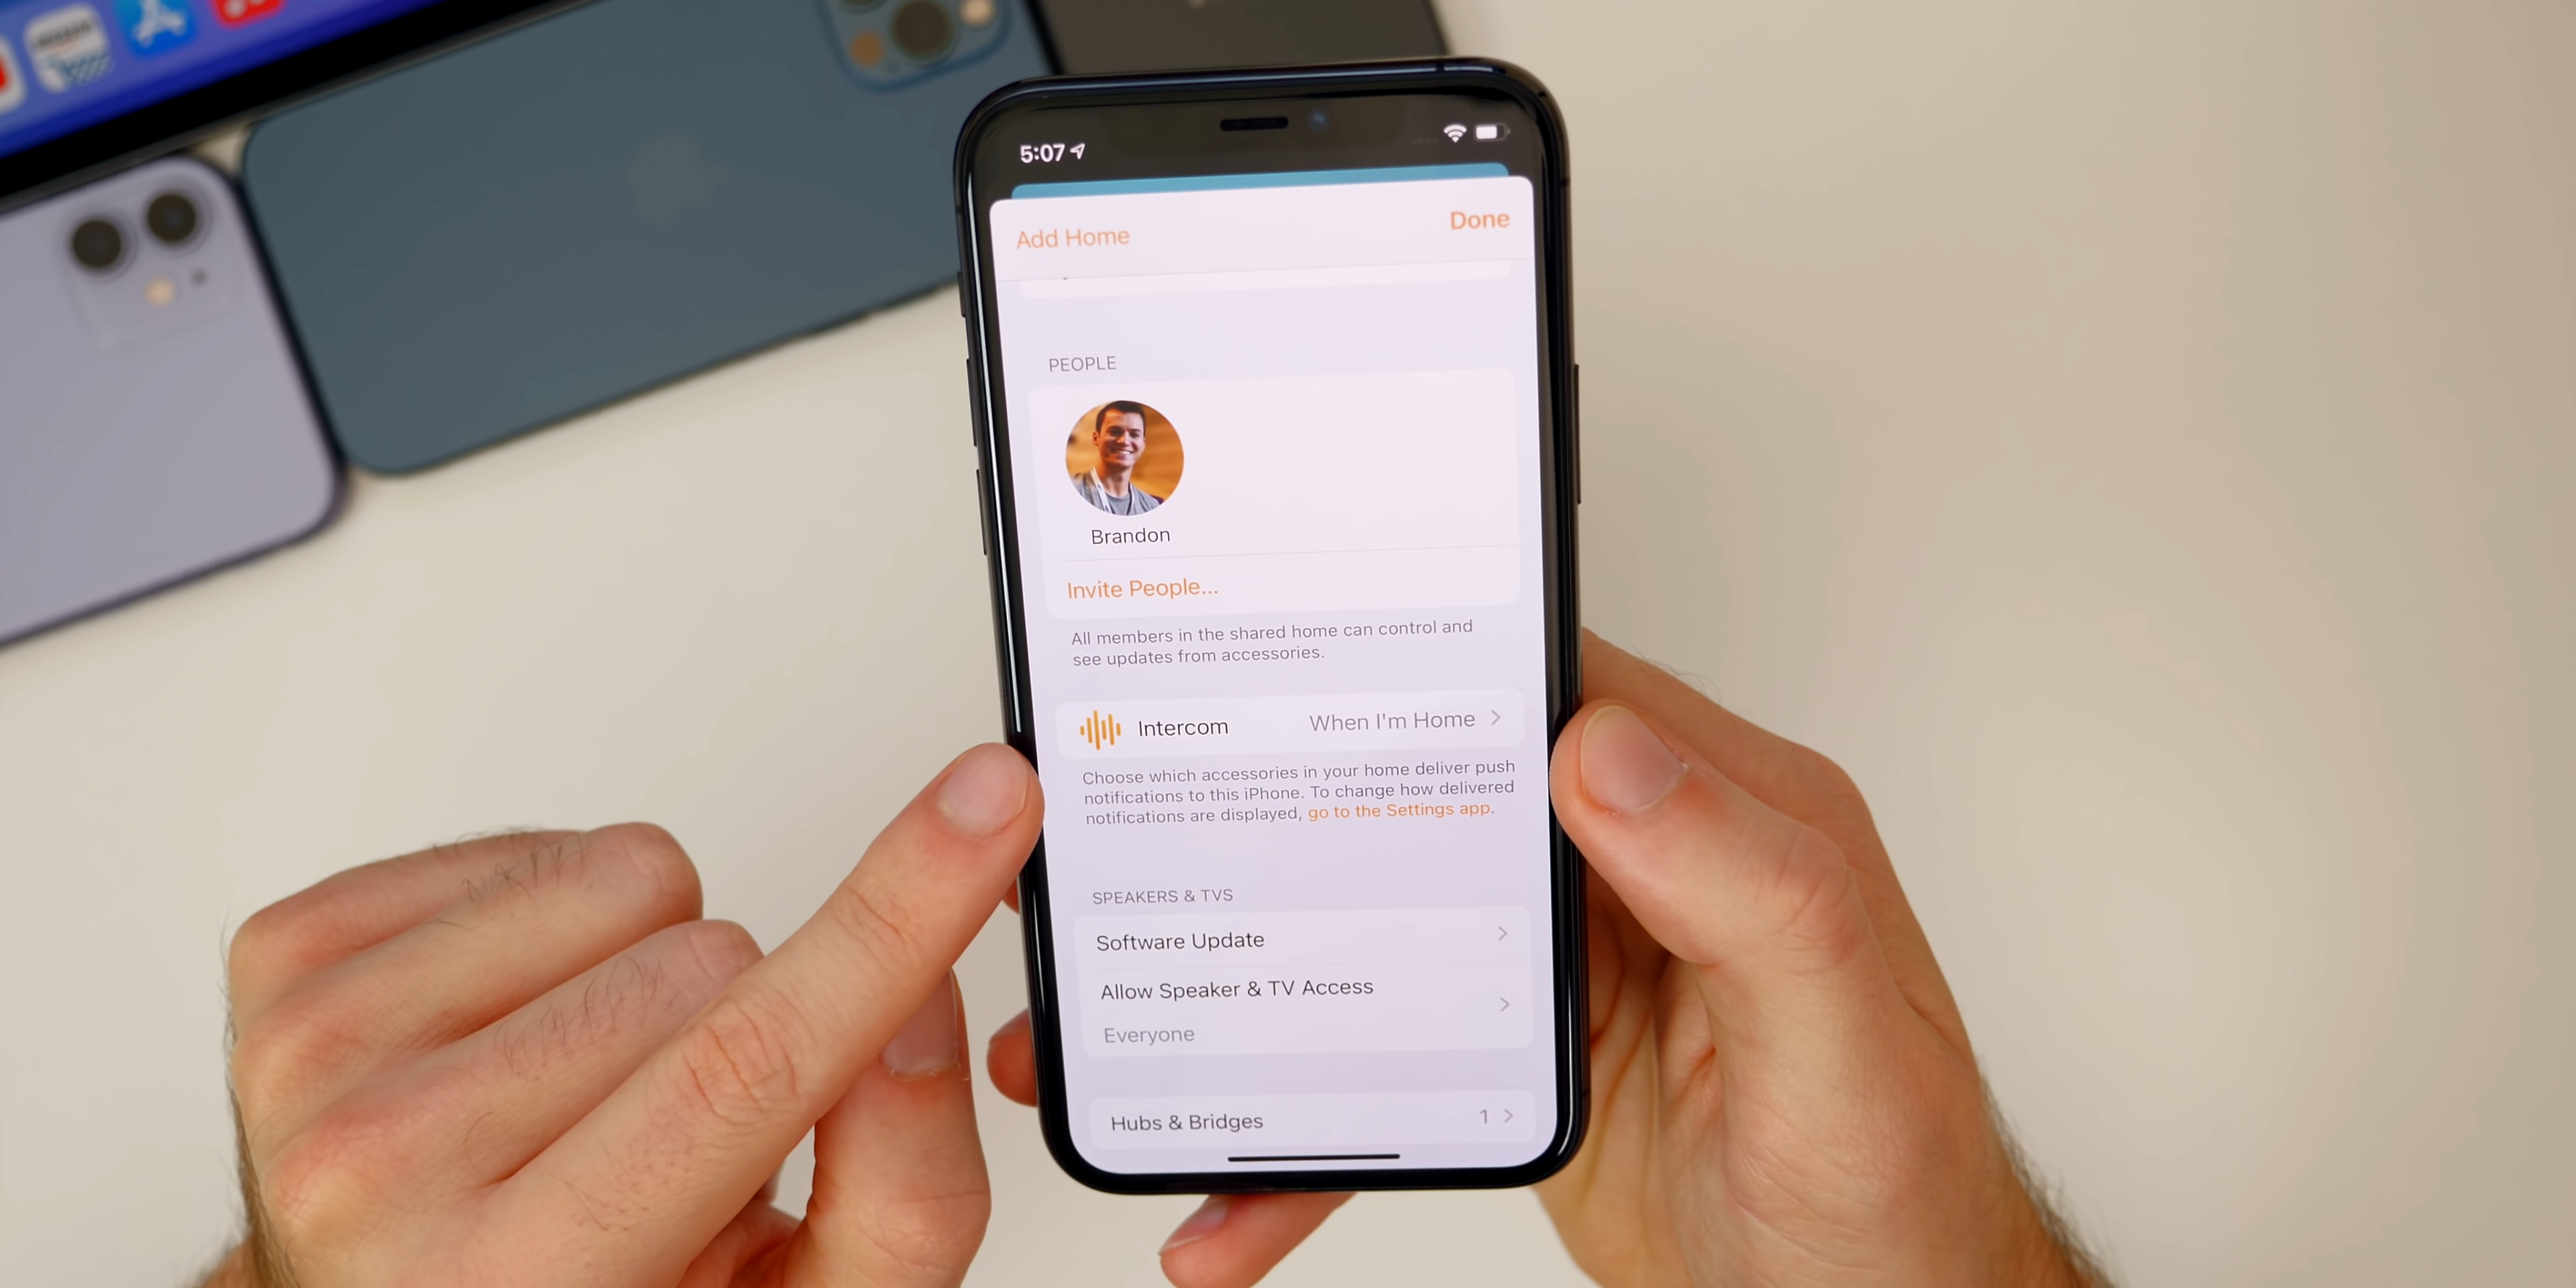 5:07
Add Home
Done
PEOPLE
Brandon
Invite People...
All members in the shared home can control and
see updates from accessories.
Intercom
When I'm Home
Choose which accessories in your home deliver push
notifications to this iPhone. To change how delivered
notifications are displayed, go to the Settings app.
SPEAKERS & TVS
Software Update
Allow Speaker & TV Access
Everyone
Hubs & Bridges
1